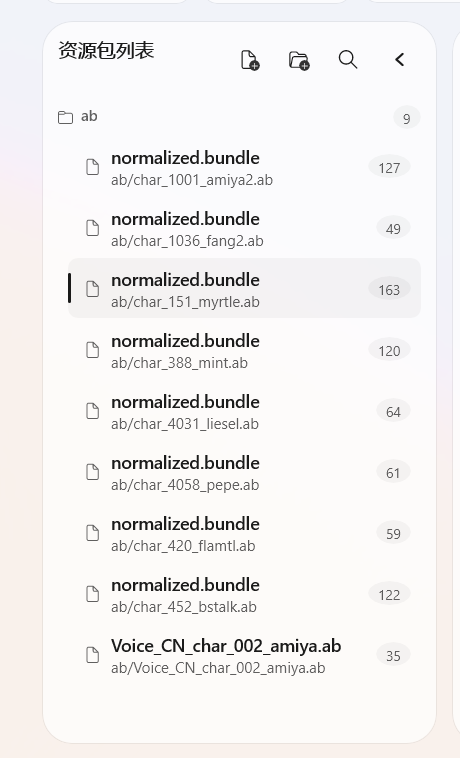 资源包列表
ab
9
normalized.bundle
127
ab/char_1001_amiya2.ab
normalized.bundle
49
ab/char_1036_fang2.ab
normalized.bundle
163
ab/char_151_myrtle.ab
normalized.bundle
120
ab/char_388_mint.ab
normalized.bundle
64
ab/char_4031_liesel.ab
normalized.bundle
61
ab/char_4058_pepe.ab
normalized.bundle
59
ab/char_420_flamtl.ab
normalized.bundle
122
ab/char_452_bstalk.ab
Voice_CN_char_002_amiya.ab
35
ab/Voice_CN_char_002_amiya.ab